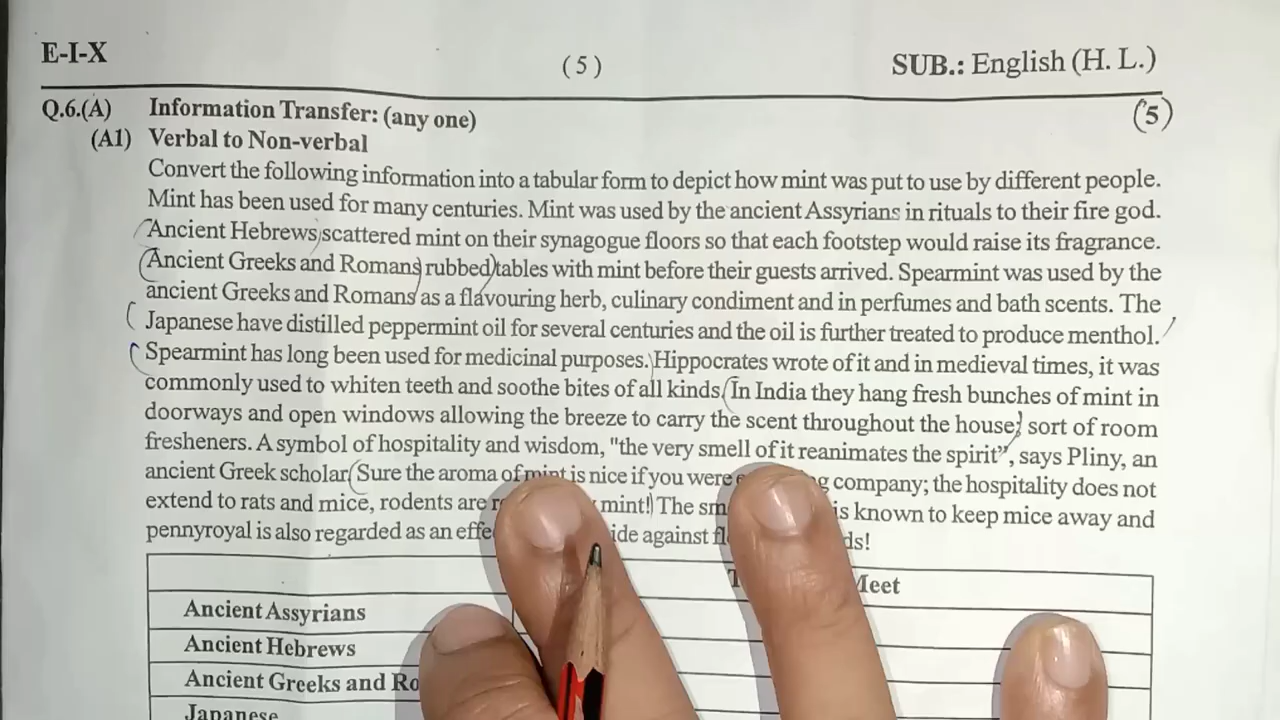 E-I-X (5) SUB.: English (H. L.)
Q.6.(A) Information Transfer: (any one) (5)
(A1) Verbal to Non-verbal
Convert the following information into a tabular form to depict how mint was put to use by different people.
Mint has been used for many centuries. Mint was used by the ancient Assyrians in rituals to their fire god.
Ancient Hebrews scattered mint on their synagogue floors so that each footstep would raise its fragrance.
Ancient Greeks and Romans rubbed tables with mint before their guests arrived. Spearmint was used by the
ancient Greeks and Romans as a flavouring herb, culinary condiment and in perfumes and bath scents. The
Japanese have distilled peppermint oil for several centuries and the oil is further treated to produce menthol.
Spearmint has long been used for medicinal purposes. Hippocrates wrote of it and in medieval times, it was
commonly used to whiten teeth and soothe bites of all kinds. In India they hang fresh bunches of mint in
doorways and open windows allowing the breeze to carry the scent throughout the house; sort of room
fresheners. A symbol of hospitality and wisdom, "the very smell of it reanimates the spirit", says Pliny, an
ancient Greek scholar. Sure the aroma of mint is nice if you were company; the hospitality does not
extend to rats and mice, rodents are mint! The is known to keep mice away and
pennyroyal is also regarded as an against
Meet
Ancient Assyrians
Ancient Hebrews
Ancient Greeks and
Japanese